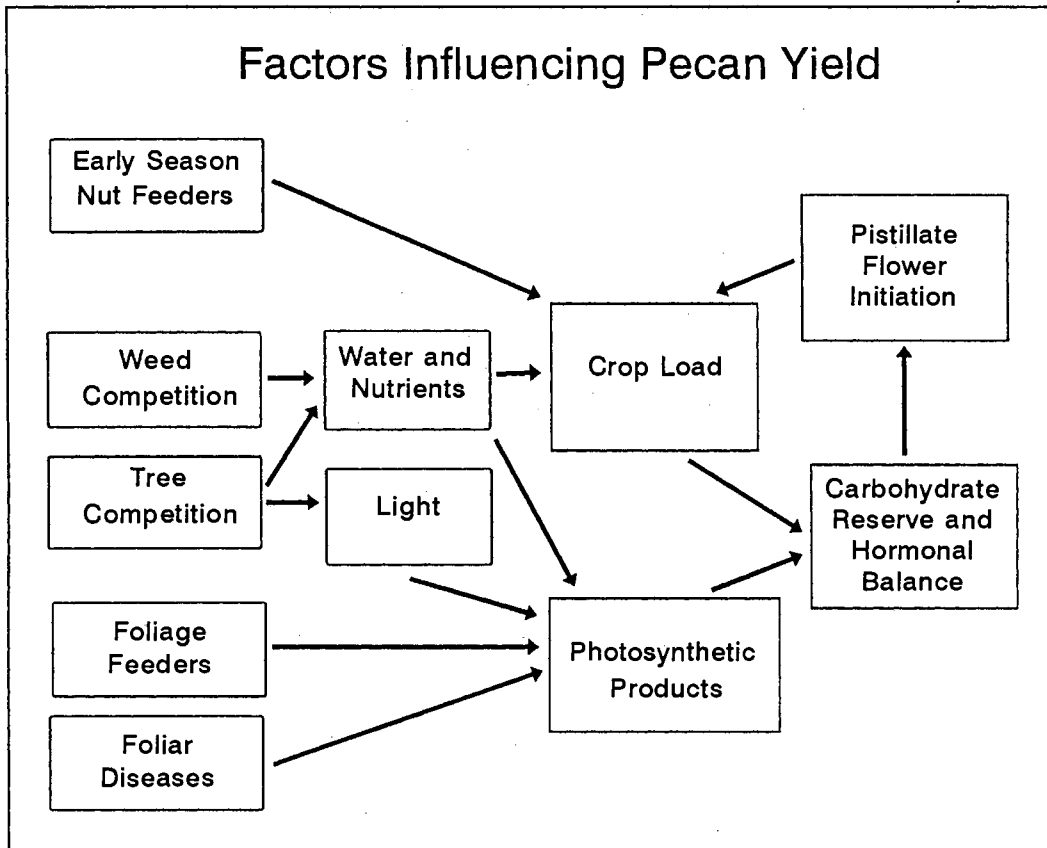 Factors Influencing Pecan Yield
Early Season
Nut Feeders
Pistillate
Flower
Initiation
Weed
Competition
Water and
Nutrients
Crop Load
Tree
Competition
Light
Carbohydrate
Reserve and
Hormonal
Balance
Foliage
Feeders
Photosynthetic
Products
Foliar
Diseases